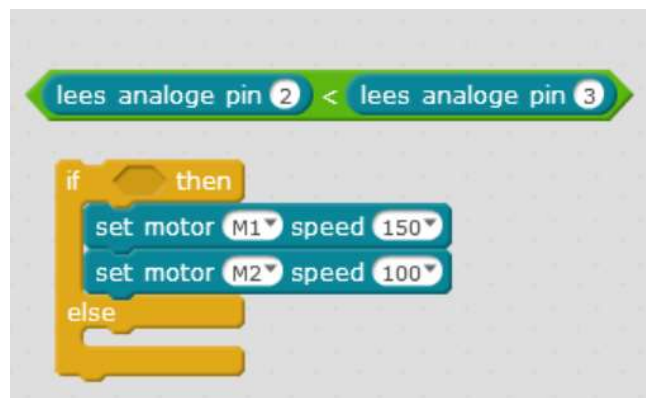 lees analoge pin 2 < lees analoge pin 3
if then
set motor M1 speed 150
set motor M2 speed 100
else